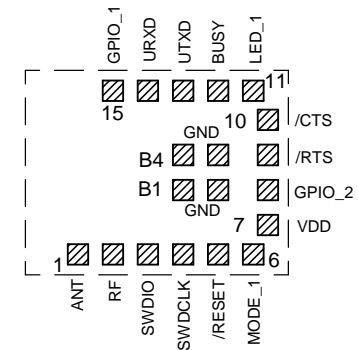 GPIO_1
URXD
UTXD
BUSY
LED_1
15
11
10
/CTS
GND
B4
/RTS
B1
GPIO_2
GND
7
VDD
1
6
ANT
RF
SWDIO
SWDCLK
/RESET
MODE_1